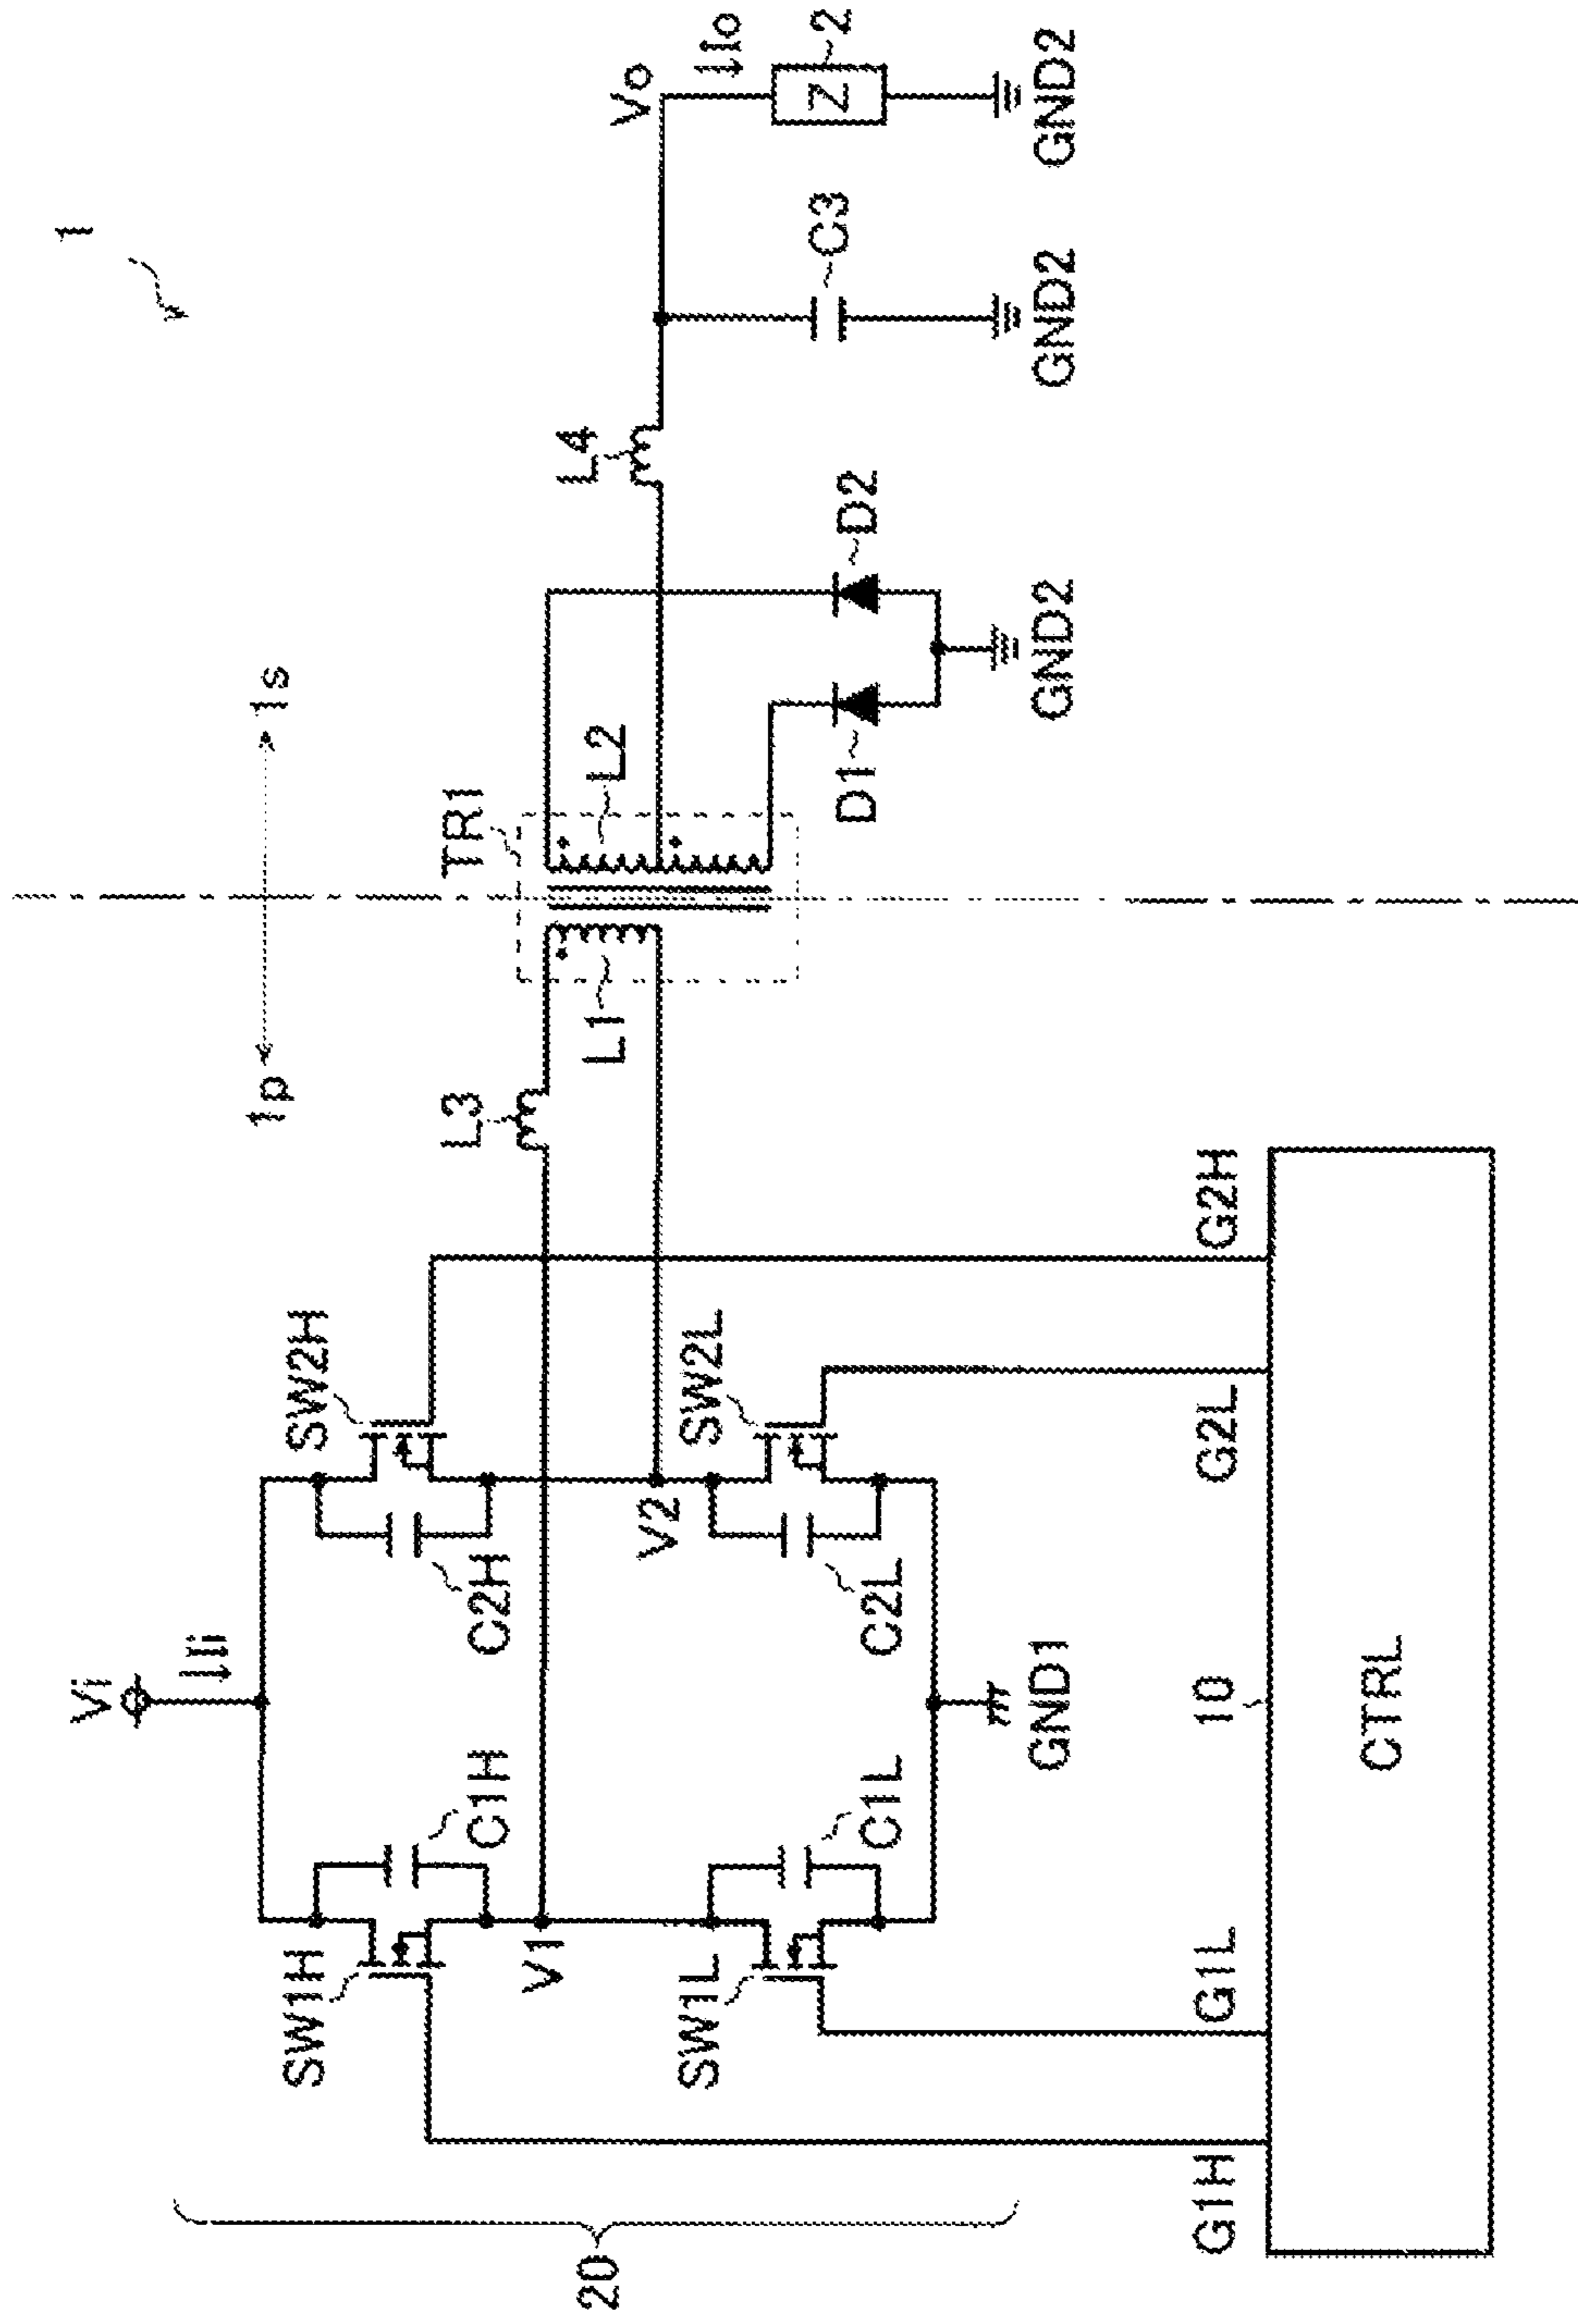 1
1p
1s
Vi
Ii
SW1H
C1H
C2H
SW2H
L3
TR1
L1
L2
L4
Vo
Io
V1
V2
20
SW1L
C1L
C2L
SW2L
D1
D2
C3
Z
2
GND1
GND2
GND2
GND2
G1H
G1L
10
G2L
G2H
CTRL